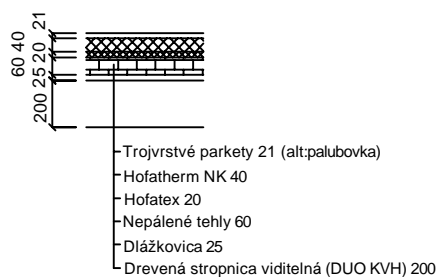 21
40
20
60
25
200
Trojvrstvé parkety 21 (alt:palubovka)
Hofatherm NK 40
Hofatex 20
Nepálené tehly 60
Dlážkovica 25
Drevená stropnica viditelná (DUO KVH) 200